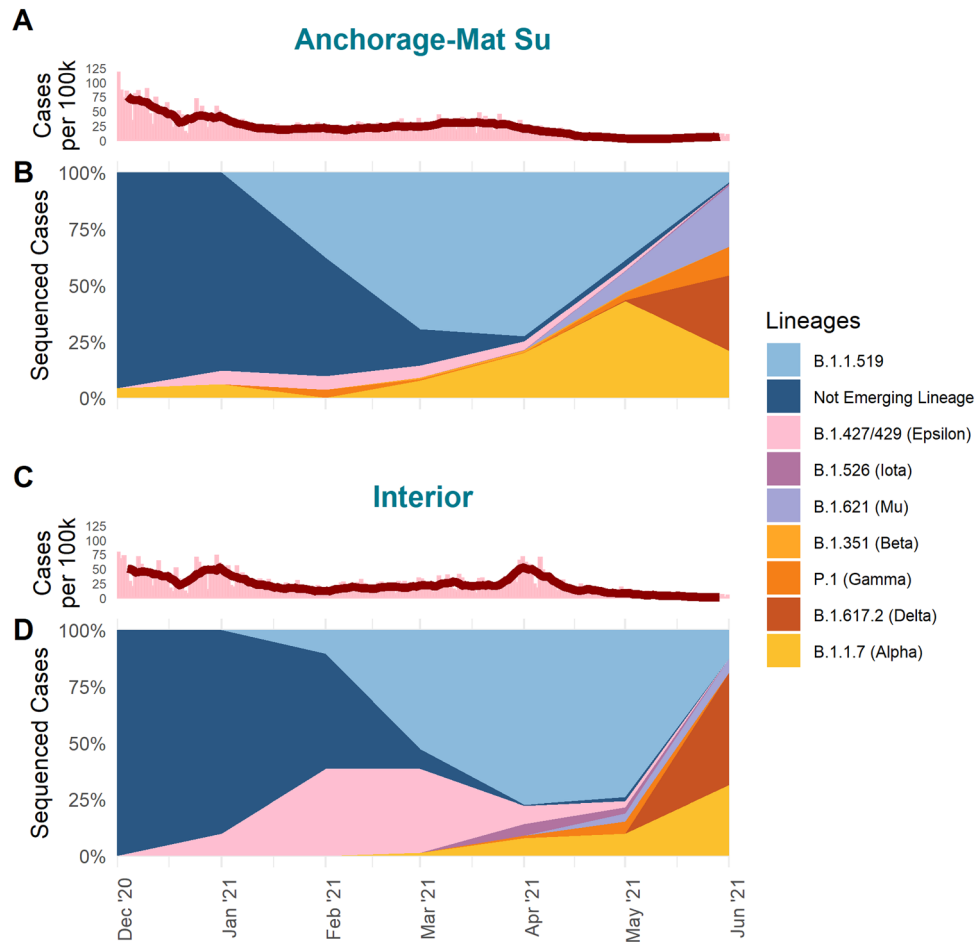 A
Anchorage-Mat Su
Cases
per 100k
125
100
75
50
25
0
B
Sequenced Cases
100%
75%
50%
25%
0%
C
Interior
Cases
per 100k
125
100
75
50
25
0
D
Sequenced Cases
100%
75%
50%
25%
0%
Dec '20
Jan '21
Feb '21
Mar '21
Apr '21
May '21
Jun '21
Lineages
B.1.1.519
Not Emerging Lineage
B.1.427/429 (Epsilon)
B.1.526 (Iota)
B.1.621 (Mu)
B.1.351 (Beta)
P.1 (Gamma)
B.1.617.2 (Delta)
B.1.1.7 (Alpha)